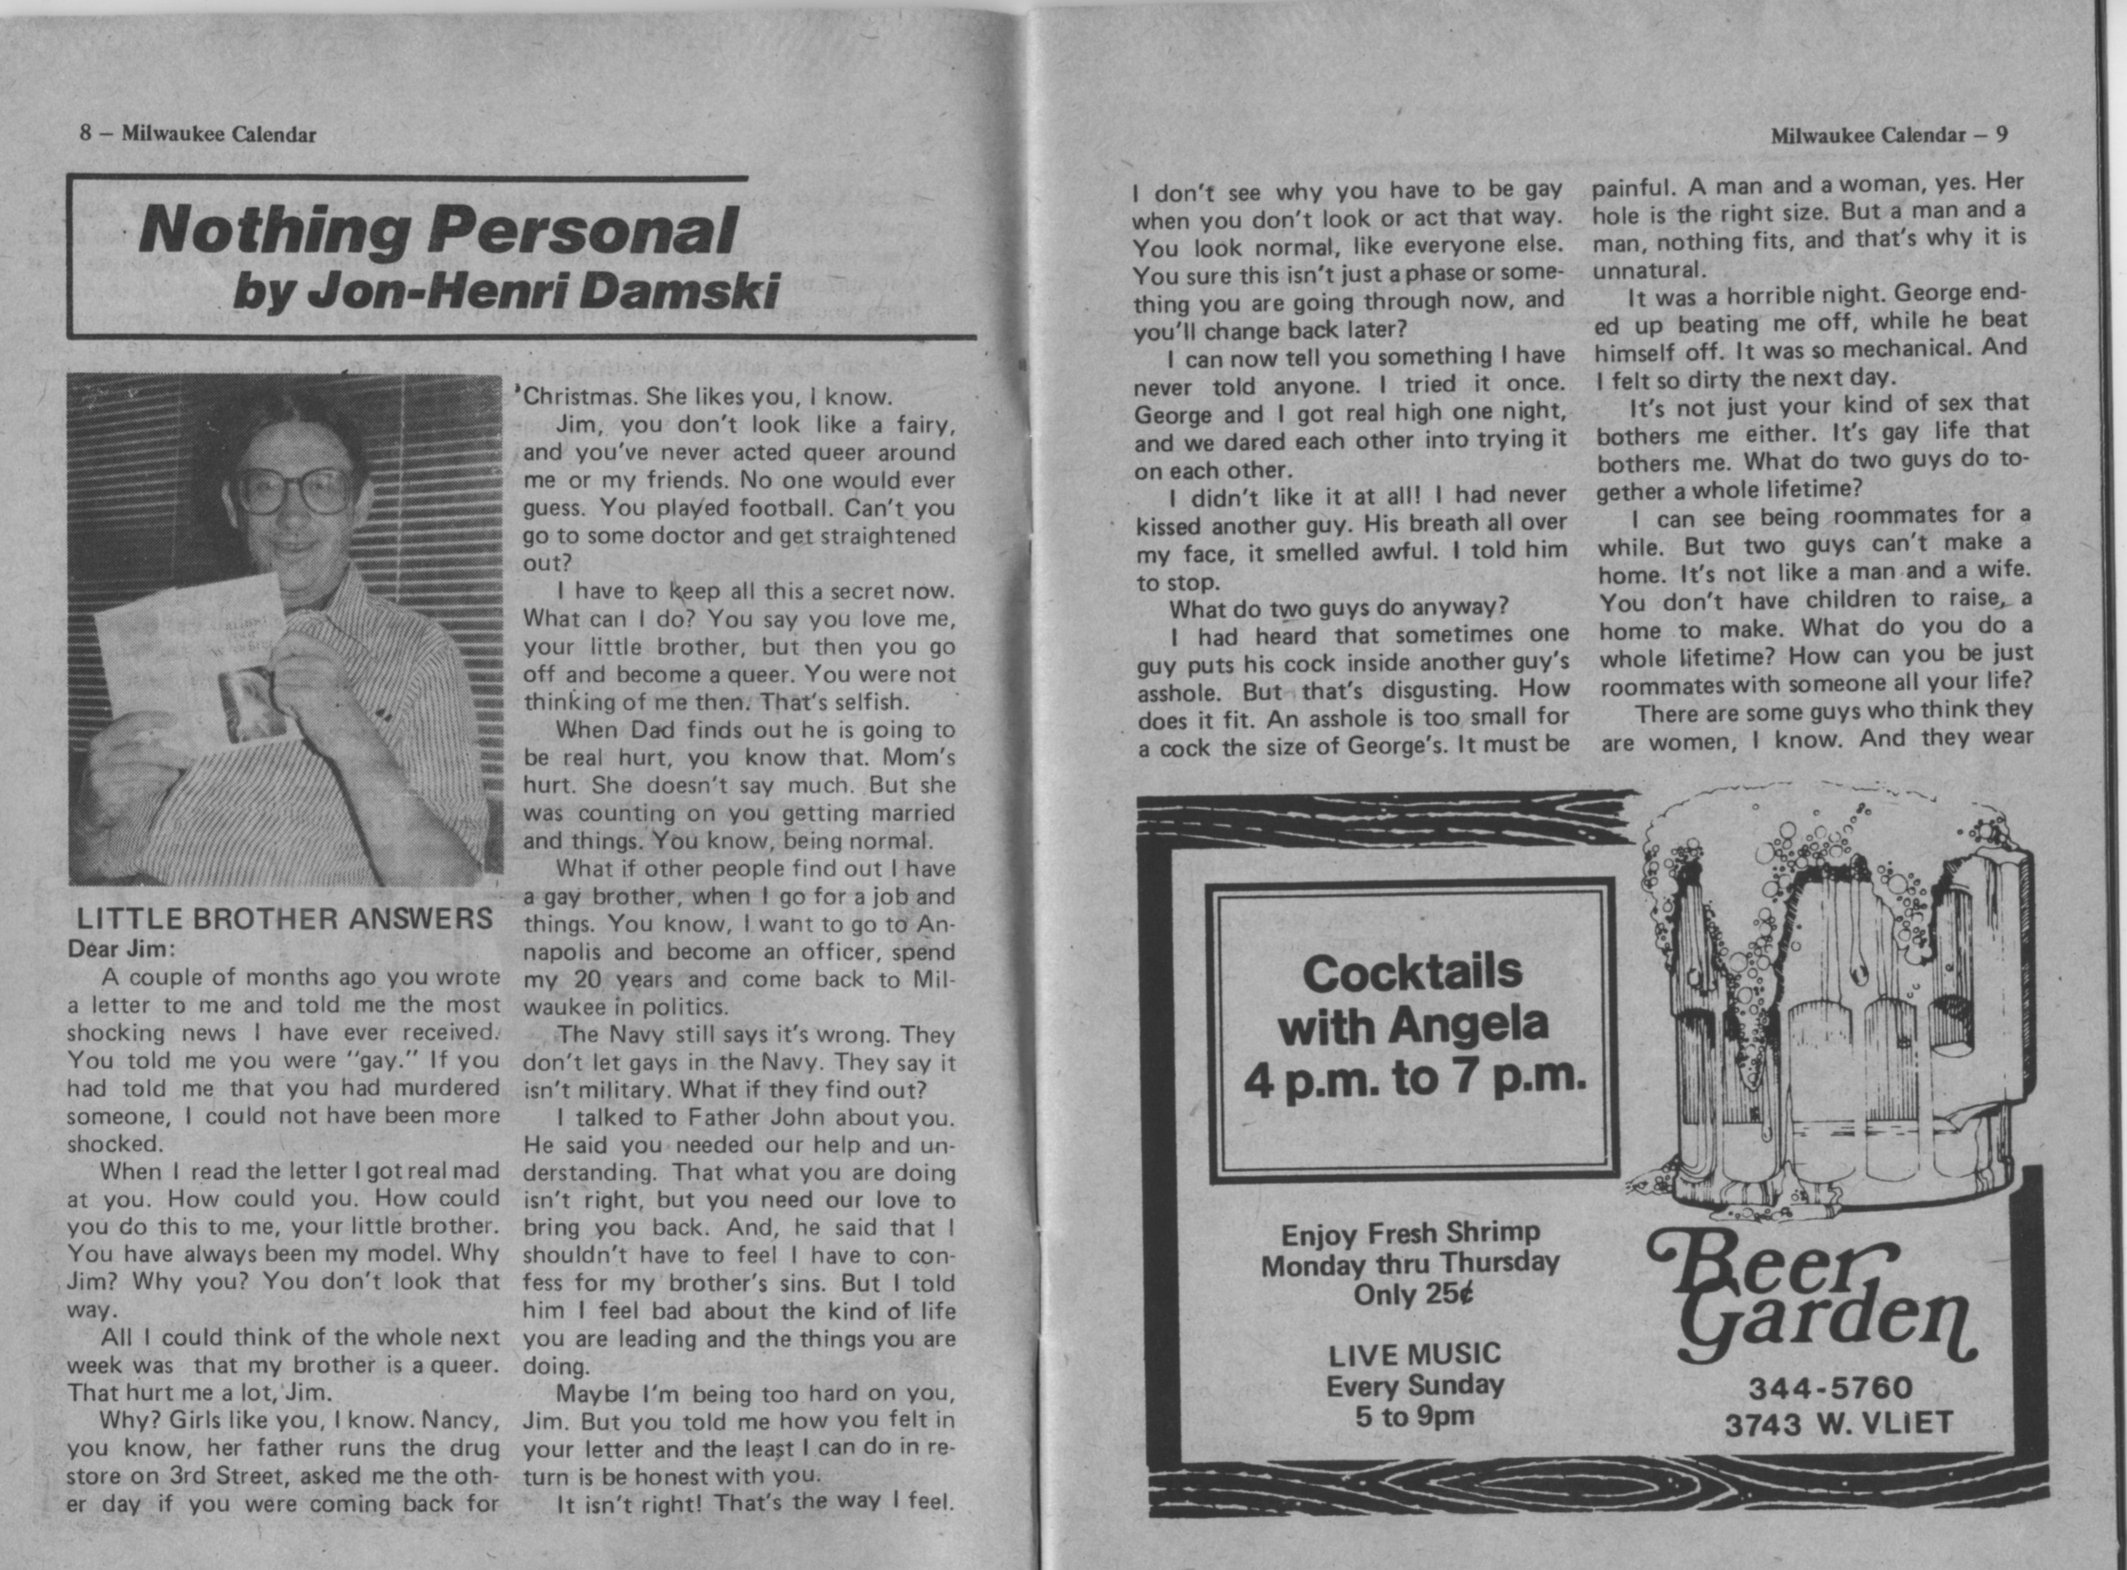 8 — Milwaukee Calendar
Nothing Personal
by Jon-Henri Damski
LITTLE BROTHER ANSWERS
Dear Jim:
A couple of months ago you wrote
a letter to me and told me the most
shocking news I have ever received.
You told me you were "gay." If you
had told me that you had murdered
someone, I could not have been more
shocked.
When I read the letter I got real mad
at you. How could you. How could
you do this to me, your little brother.
You have always been my model. Why
Jim? Why you? You don't look that
way.
All I could think of the whole next
week was that my brother is a queer.
That hurt me a lot, Jim.
Why? Girls like you, I know. Nancy,
you know, her father runs the drug
store on 3rd Street, asked me the oth-
er day if you were coming back for
Christmas. She likes you, I know.
Jim, you don't look like a fairy,
and you've never acted queer around
me or my friends. No one would ever
guess. You played football. Can't you
go to some doctor and get straightened
out?
I have to keep all this a secret now.
What can I do? You say you love me,
your little brother, but then you go
off and become a queer. You were not
thinking of me then. That's selfish.
When Dad finds out he is going to
be real hurt, you know that. Mom's
hurt. She doesn't say much. But she
was counting on you getting married
and things. You know, being normal.
What if other people find out I have
a gay brother, when I go for a job and
things. You know, I want to go to An-
napolis and become an officer, spend
my 20 years and come back to Mil-
waukee in politics.
The Navy still says it's wrong. They
don't let gays in the Navy. They say it
isn't military. What if they find out?
I talked to Father John about you.
He said you needed our help and un-
derstanding. That what you are doing
isn't right, but you need our love to
bring you back. And, he said that I
shouldn't have to feel I have to con-
fess for my brother's sins. But I told
him I feel bad about the kind of life
you are leading and the things you are
doing.
Maybe I'm being too hard on you,
Jim. But you told me how you felt in
your letter and the least I can do in re-
turn is be honest with you.
It isn't right! That's the way I feel.
Milwaukee Calendar — 9
I don't see why you have to be gay
when you don't look or act that way.
You look normal, like everyone else.
You sure this isn't just a phase or some-
thing you are going through now, and
you'll change back later?
I can now tell you something I have
never told anyone. I tried it once.
George and I got real high one night,
and we dared each other into trying it
on each other.
I didn't like it at all! I had never
kissed another guy. His breath all over
my face, it smelled awful. I told him
to stop.
What do two guys do anyway?
I had heard that sometimes one
guy puts his cock inside another guy's
asshole. But that's disgusting. How
does it fit. An asshole is too small for
a cock the size of George's. It must be
painful. A man and a woman, yes. Her
hole is the right size. But a man and a
man, nothing fits, and that's why it is
unnatural.
It was a horrible night. George end-
ed up beating me off, while he beat
himself off. It was so mechanical. And
I felt so dirty the next day.
It's not just your kind of sex that
bothers me either. It's gay life that
bothers me. What do two guys do to-
gether a whole lifetime?
I can see being roommates for a
while. But two guys can't make a
home. It's not like a man and a wife.
You don't have children to raise, a
home to make. What do you do a
whole lifetime? How can you be just
roommates with someone all your life?
There are some guys who think they
are women, I know. And they wear
Cocktails
with Angela
4 p.m. to 7 p.m.
Enjoy Fresh Shrimp
Monday thru Thursday
Only 25¢
LIVE MUSIC
Every Sunday
5 to 9pm
Beer
Garden
344-5760
3743 W. VLIET